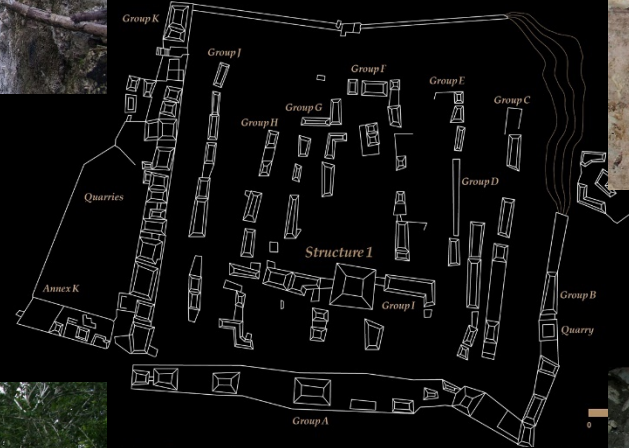 Group K
Group J
Group F
Group E
Group G
Group C
Group H
Group D
Quarries
Structure 1
Annex K
Group B
Group I
Quarry
Group A
0